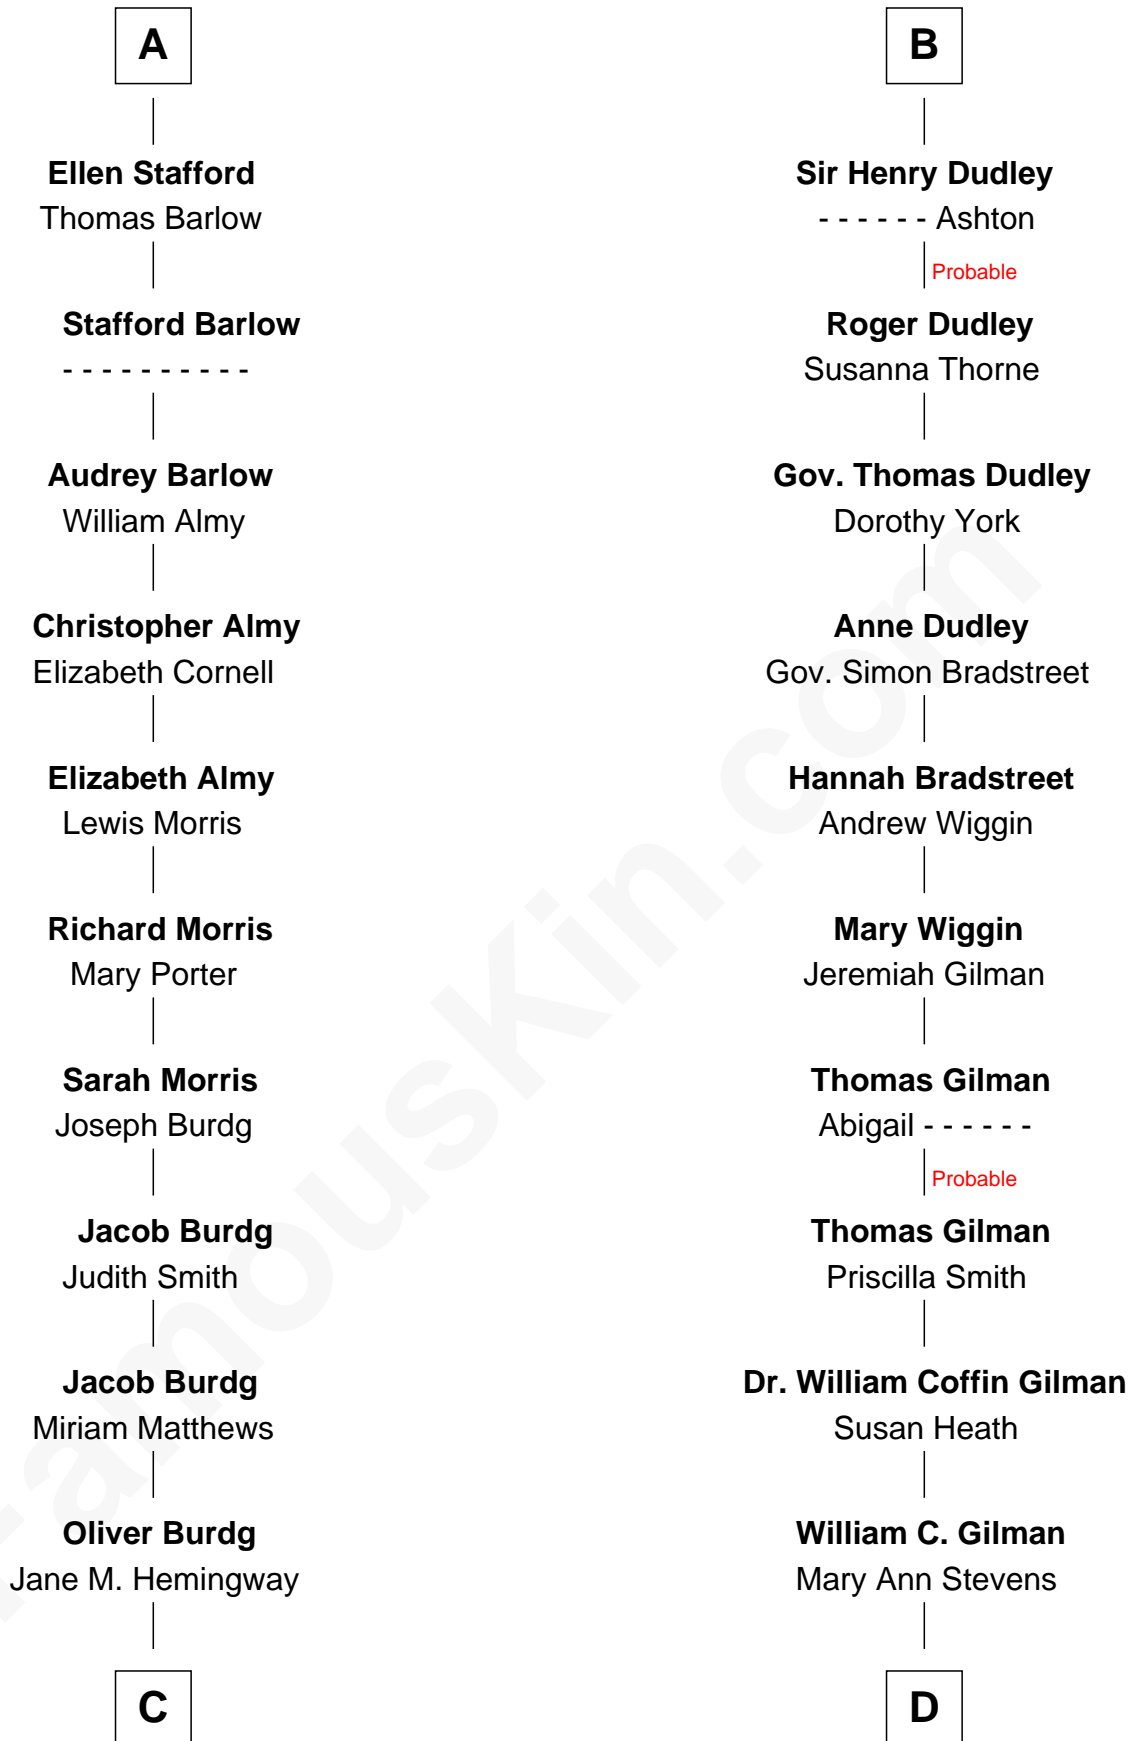 A
Ellen Stafford
Thomas Barlow
Stafford Barlow
- - - - - - - - - -
Audrey Barlow
William Almy
Christopher Almy
Elizabeth Cornell
Elizabeth Almy
Lewis Morris
Richard Morris
Mary Porter
Sarah Morris
Joseph Burdg
Jacob Burdg
Judith Smith
Jacob Burdg
Miriam Matthews
Oliver Burdg
Jane M. Hemingway
C
B
Sir Henry Dudley
- - - - - - Ashton
Probable
Roger Dudley
Susanna Thorne
Gov. Thomas Dudley
Dorothy York
Anne Dudley
Gov. Simon Bradstreet
Hannah Bradstreet
Andrew Wiggin
Mary Wiggin
Jeremiah Gilman
Thomas Gilman
Abigail - - - - - -
Probable
Thomas Gilman
Priscilla Smith
Dr. William Coffin Gilman
Susan Heath
William C. Gilman
Mary Ann Stevens
D
FamousKin.com